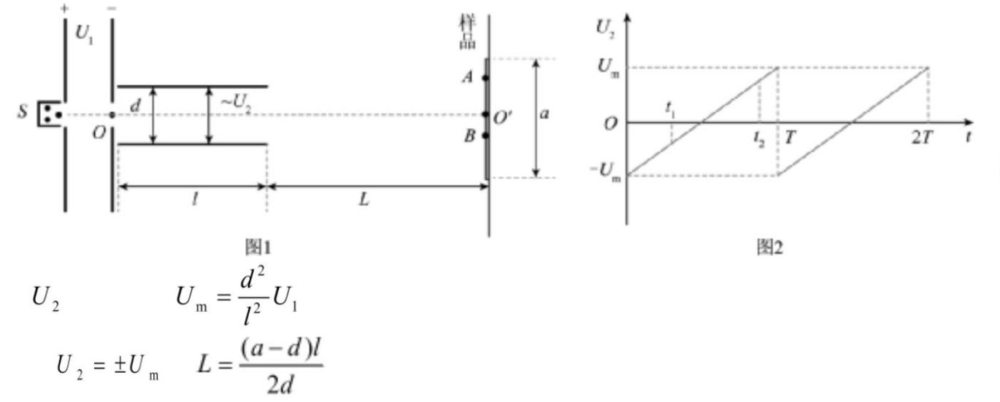 + −
U₁
样品
S
O
d
~U₂
A
O'
B
a
l
L
图1
U₂
Uₘ
O
-Uₘ
t₁
t₂
T
2T
t
图2
U₂ Uₘ = d²/l² U₁
U₂ = ±Uₘ L = (a-d)l/2d